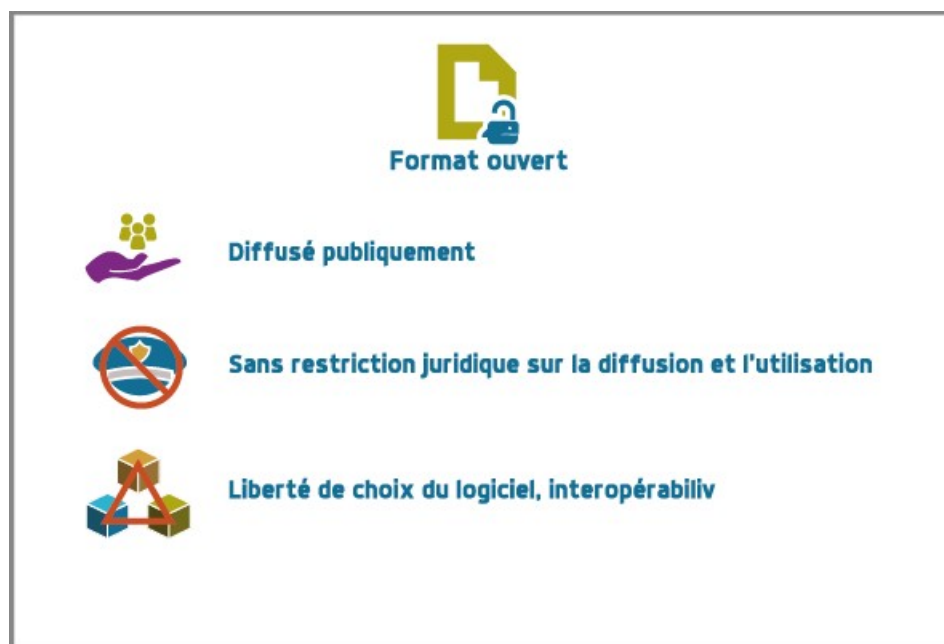 Format ouvert
Diffusé publiquement
Sans restriction juridique sur la diffusion et l'utilisation
Liberté de choix du logiciel, interopérabiliv